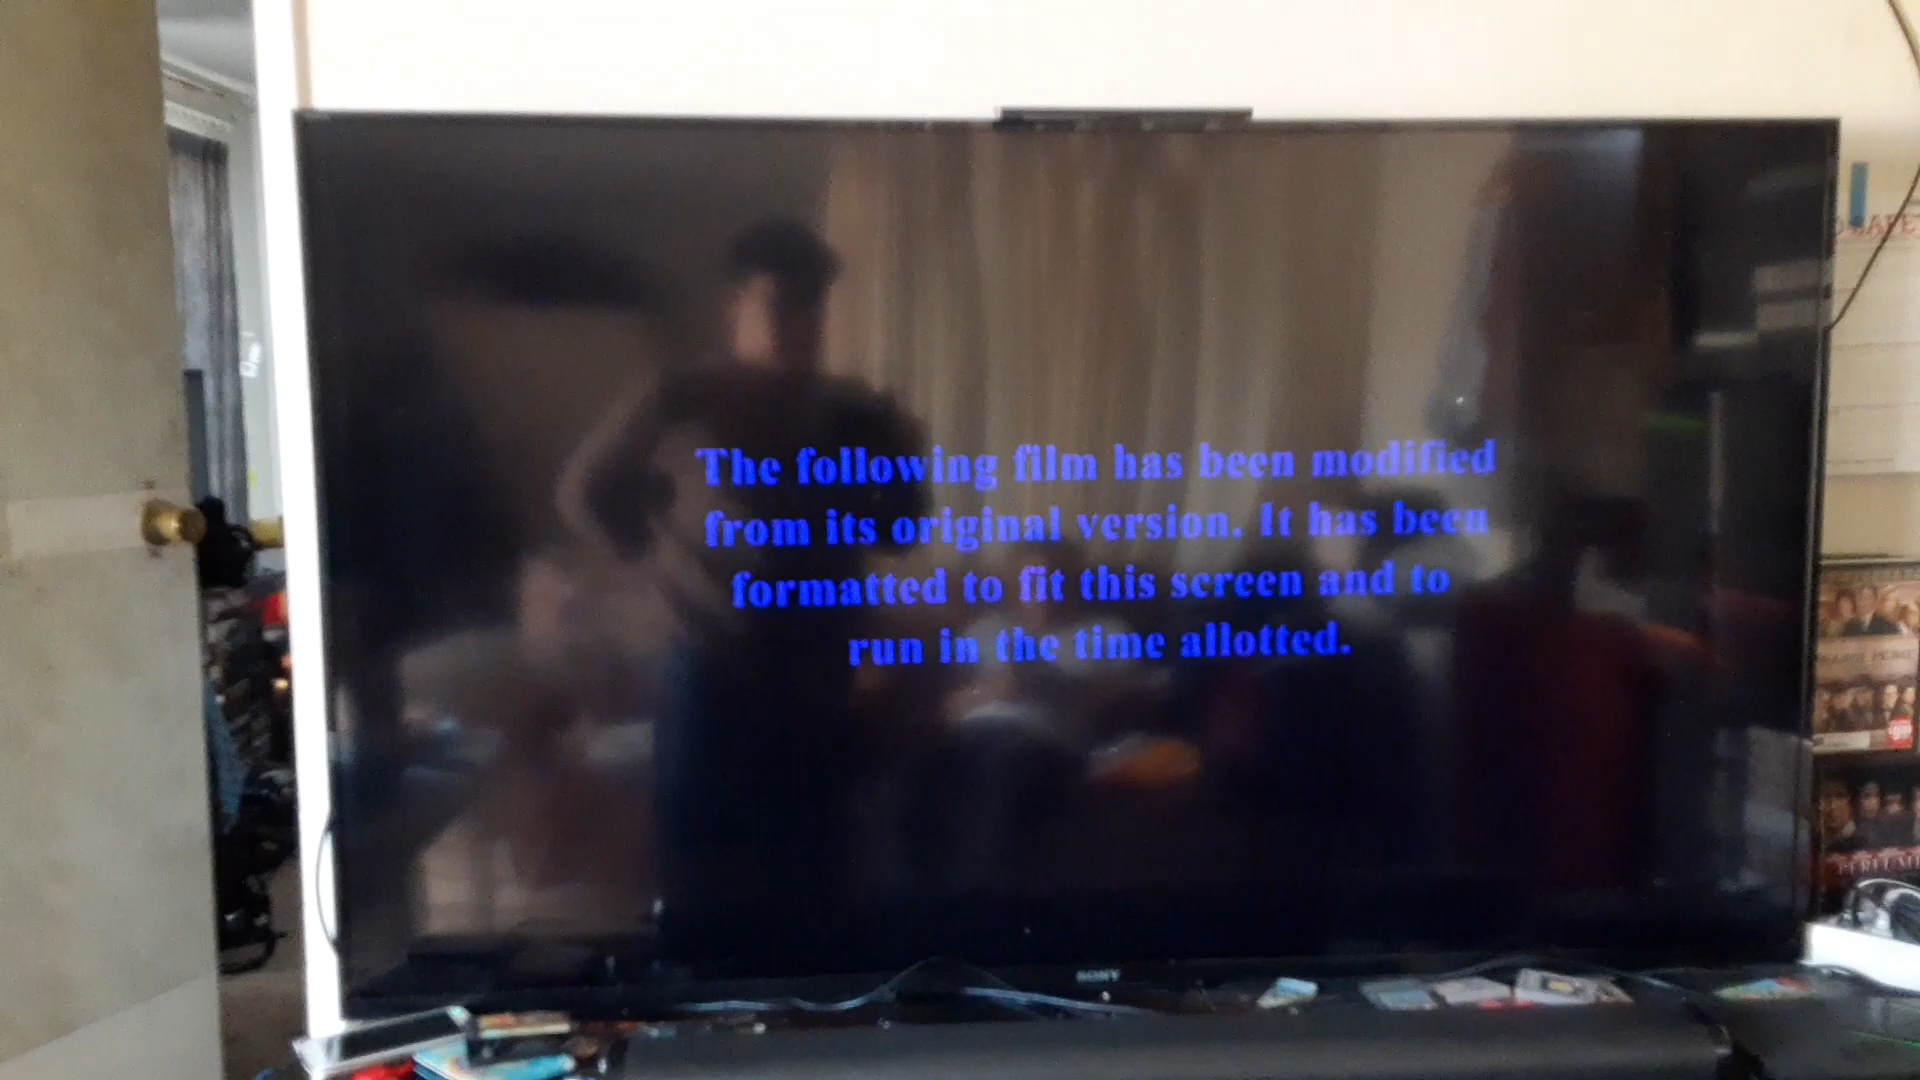 The following film has been modified
from its original version. It has been
formatted to fit this screen and to
run in the time allotted.
SONY